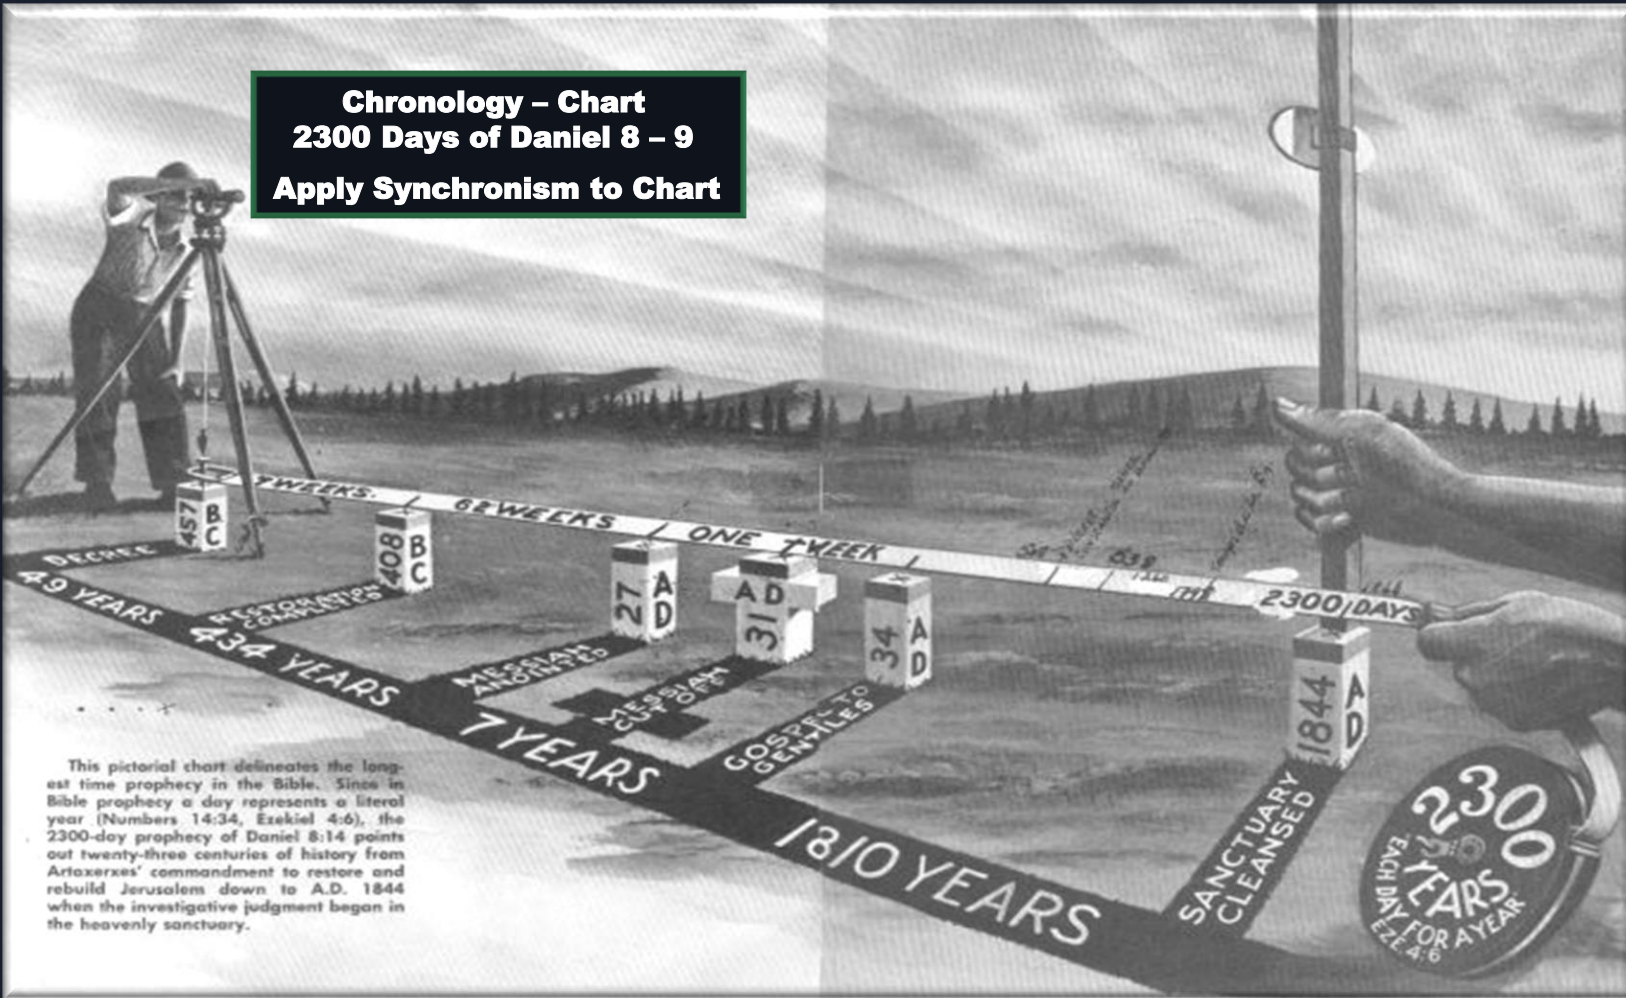 Chronology – Chart
2300 Days of Daniel 8 – 9
Apply Synchronism to Chart
7 WEEKS.
62 WEEKS
ONE WEEK
538
1798
2300 DAYS
457
BC
408
BC
27
AD
AD
31
34
AD
1844
AD
DECREE
RESTORATION
COMPLETED
MESSIAH
ANOINTED
MESSIAH
CUT OFF
GOSPEL TO
GENTILES
SANCTUARY
CLEANSED
49 YEARS
434 YEARS
7 YEARS
1810 YEARS
2300
YEARS
"EACH DAY FOR A YEAR"
EZE. 4:6
This pictorial chart delineates the long-
est time prophecy in the Bible. Since in
Bible prophecy a day represents a literal
year (Numbers 14:34, Ezekiel 4:6), the
2300-day prophecy of Daniel 8:14 points
out twenty-three centuries of history from
Artaxerxes' commandment to restore and
rebuild Jerusalem down to A.D. 1844
when the investigative judgment began in
the heavenly sanctuary.